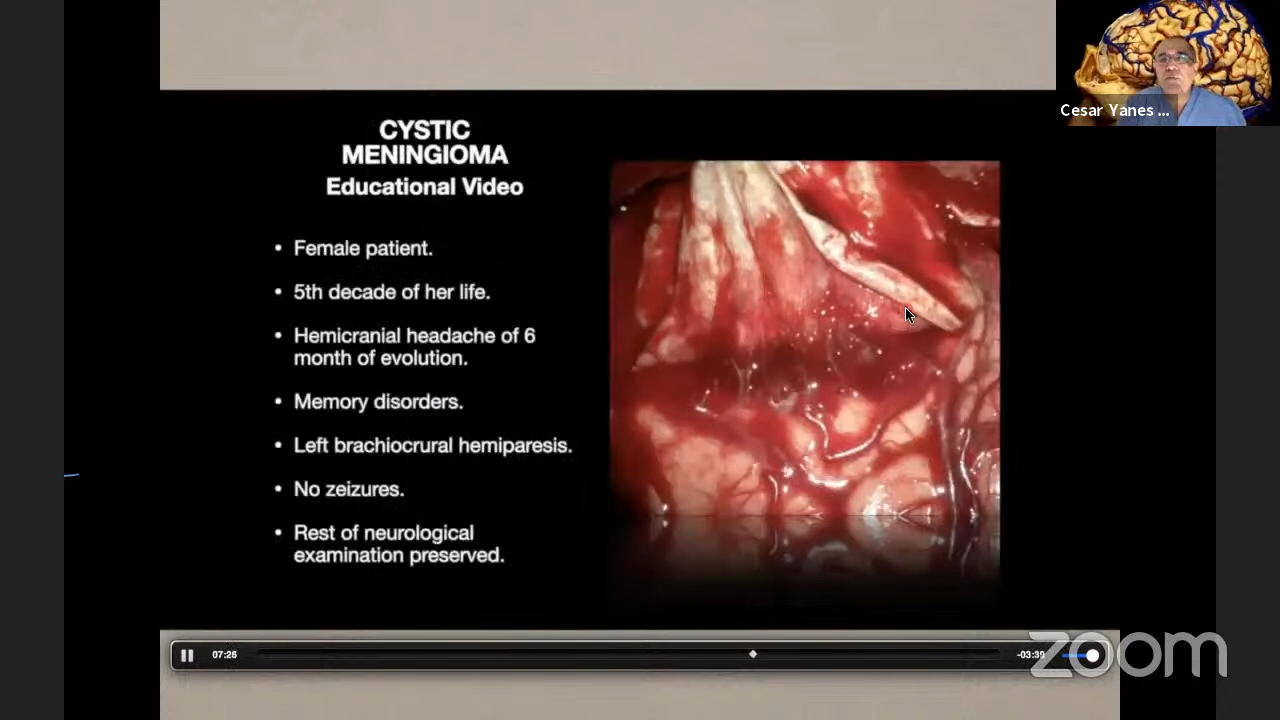 Cesar Yanes ...
CYSTIC
MENINGIOMA
Educational Video
• Female patient.
• 5th decade of her life.
• Hemicranial headache of 6
month of evolution.
• Memory disorders.
• Left brachiocrural hemiparesis.
• No zeizures.
• Rest of neurological
examination preserved.
07:26
-03:39
zoom